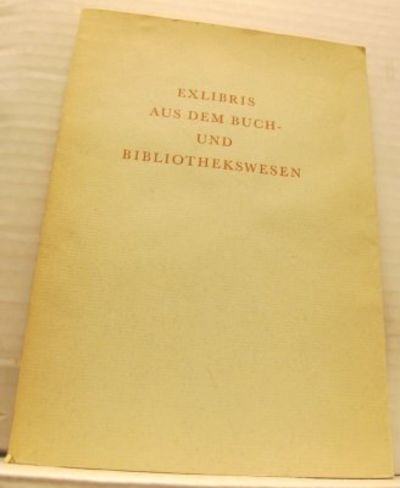 EXLIBRIS
AUS DEM BUCH-
UND
BIBLIOTHEKSWESEN